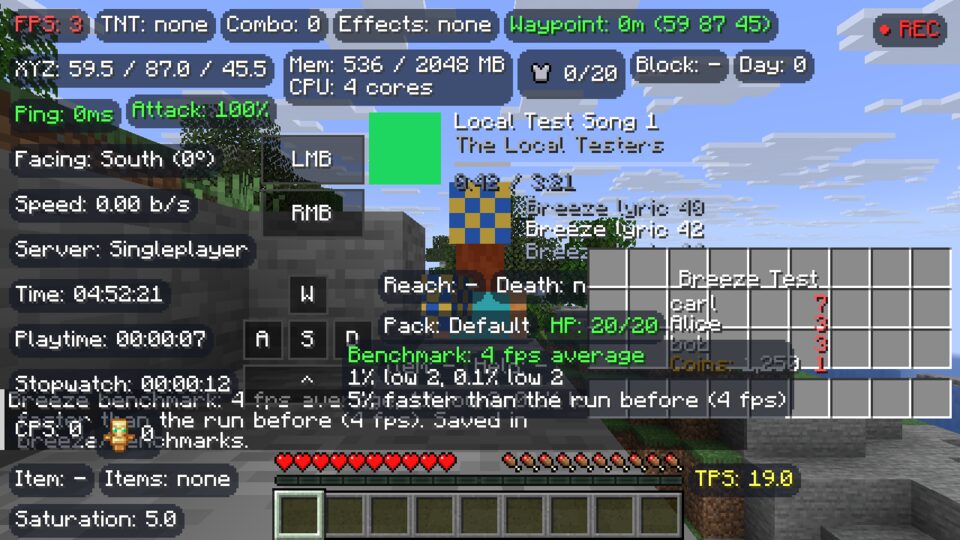 FPS: 3 TNT: none Combo: 0 Effects: none Waypoint: 0m (59 87 45)
REC
XYZ: 59.5 / 87.0 / 45.5
Mem: 536 / 2048 MB
CPU: 4 cores
0/20
Block: -
Day: 0
Ping: 0ms
Attack: 100%
Local Test Song 1
The Local Testers
0:42 / 3:21
Facing: South (0°)
LMB
Speed: 0.00 b/s
RMB
Breeze lyric 40
Breeze lyric 42
Breeze
Server: Singleplayer
Breeze Test
carl 7
Alice 3
bob 3
Coins: 1,250 1
Time: 04:52:21
W
A S D
Reach: - Death: n
Playtime: 00:00:07
Pack: Default
HP: 20/20
Benchmark: 4 fps average
1% low 2, 0.1% low 2
5% faster than the run before (4 fps)
Stopwatch: 00:00:12
^
Breeze benchmark: 4 fps
faster than the run before (4 fps). Saved in
CPS: 0
0
Item: - Items: none
TPS: 19.0
Saturation: 5.0